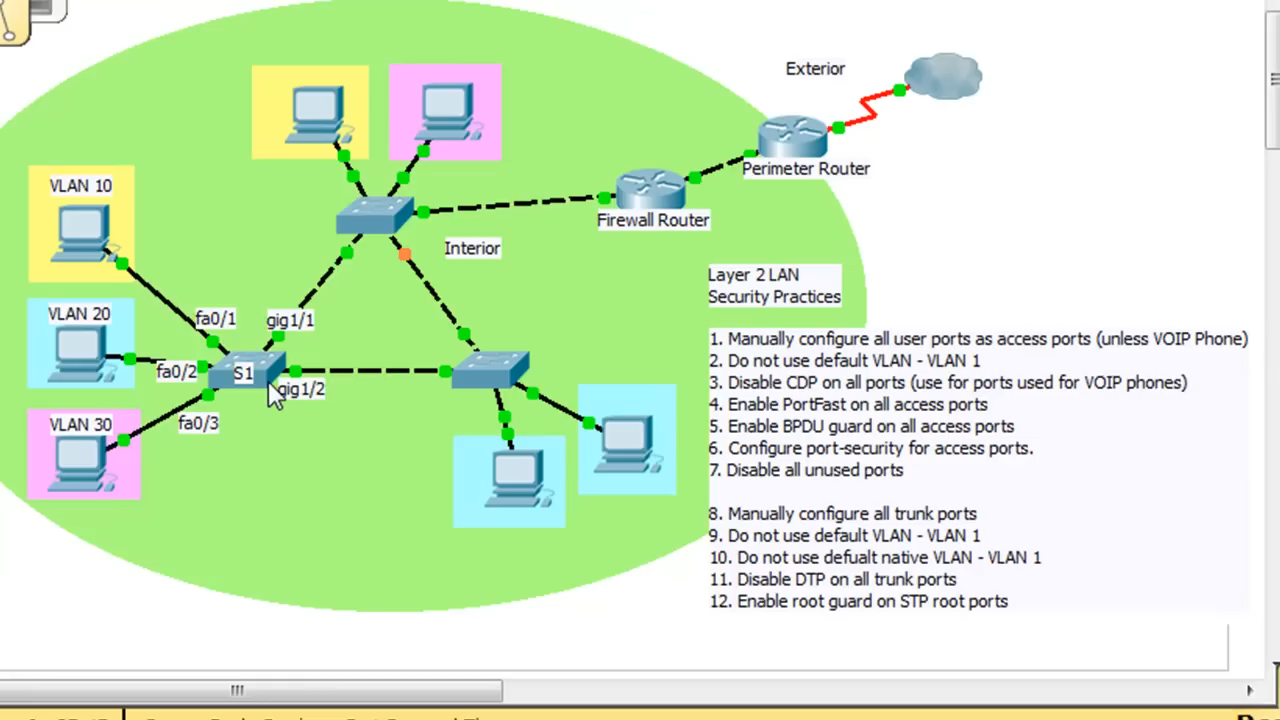 Exterior
Perimeter Router
VLAN 10
Firewall Router
Interior
Layer 2 LAN
Security Practices
VLAN 20
fa0/1
gig1/1
fa0/2
S1
gig1/2
VLAN 30
fa0/3
1. Manually configure all user ports as access ports (unless VOIP Phone)
2. Do not use default VLAN - VLAN 1
3. Disable CDP on all ports (use for ports used for VOIP phones)
4. Enable PortFast on all access ports
5. Enable BPDU guard on all access ports
6. Configure port-security for access ports.
7. Disable all unused ports
8. Manually configure all trunk ports
9. Do not use default VLAN - VLAN 1
10. Do not use defualt native VLAN - VLAN 1
11. Disable DTP on all trunk ports
12. Enable root guard on STP root ports